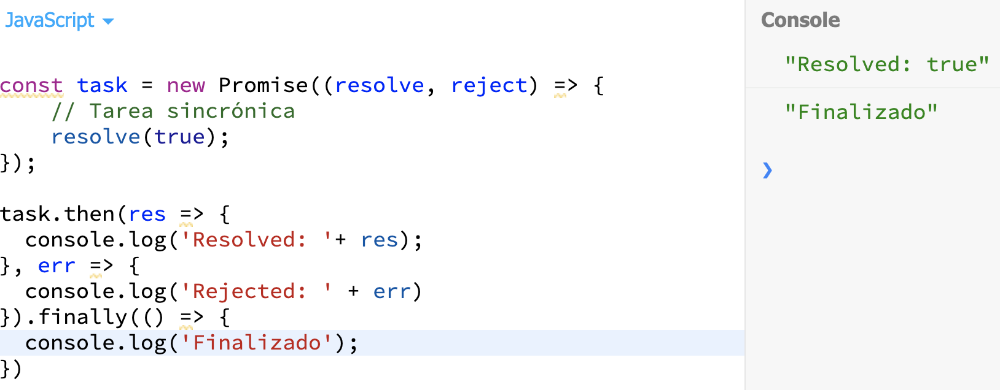 JavaScript
const task = new Promise((resolve, reject) => {
    // Tarea sincrónica
    resolve(true);
});
task.then(res => {
  console.log('Resolved: '+ res);
}, err => {
  console.log('Rejected: ' + err)
}).finally(() => {
  console.log('Finalizado');
})
Console
"Resolved: true"
"Finalizado"